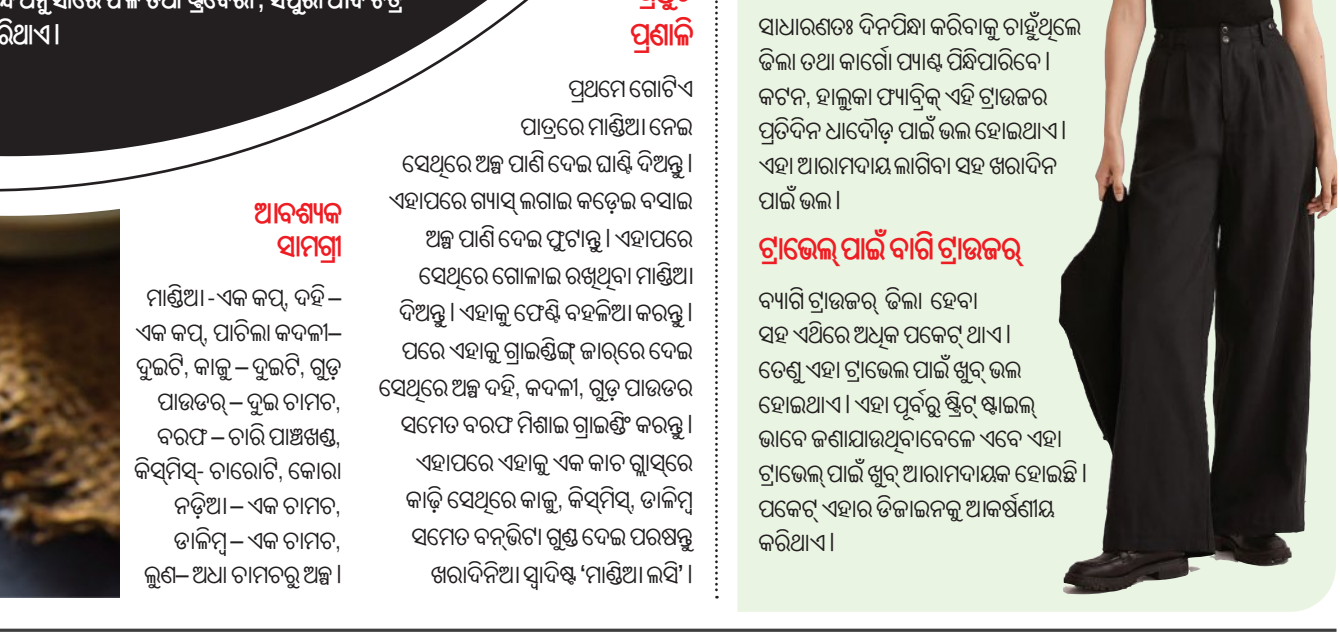 ରିଥାଏ ।
ଆବଶ୍ୟକ
ସାମଗ୍ରୀ
ମାଣ୍ଡିଆ -ଏକ କପ୍, ଦହି –
ଏକ କପ୍, ପାଚିଲା କଦଳୀ–
ଦୁଇଟି, କାଜୁ – ଦୁଇଟି, ଗୁଡ଼
ପାଉଡର୍ – ଦୁଇ ଚାମଚ,
ବରଫ – ଚାରି ପାଞ୍ଚଖଣ୍ଡ,
କିସ୍‌ମିସ୍- ଚାରୋଟି, କୋରା
ନଡ଼ିଆ – ଏକ ଚାମଚ,
ଡାଳିମ୍ବ – ଏକ ଚାମଚ,
ଲୁଣ– ଅଧା ଚାମଚରୁ ଅଳ୍ପ ।
ପ୍ରଣାଳି
ପ୍ରଥମେ ଗୋଟିଏ
ପାତ୍ରରେ ମାଣ୍ଡିଆ ନେଇ
ସେଥିରେ ଅଳ୍ପ ପାଣି ଦେଇ ଘାଣ୍ଟି ଦିଅନ୍ତୁ ।
ଏହାପରେ ଗ୍ୟାସ୍ ଲଗାଇ କଡ଼େଇ ବସାଇ
ଅଳ୍ପ ପାଣି ଦେଇ ଫୁଟାନ୍ତୁ । ଏହାପରେ
ସେଥିରେ ଗୋଳାଇ ରଖିଥିବା ମାଣ୍ଡିଆ
ଦିଅନ୍ତୁ । ଏହାକୁ ଫେଣ୍ଟି ବହଳିଆ କରନ୍ତୁ ।
ପରେ ଏହାକୁ ଗ୍ରାଇଣ୍ଡିଙ୍ଗ୍ ଜାର୍‌ରେ ଦେଇ
ସେଥିରେ ଅଳ୍ପ ଦହି, କଦଳୀ, ଗୁଡ଼ ପାଉଡର
ସମେତ ବରଫ ମିଶାଇ ଗ୍ରାଇଣ୍ଡିଂ କରନ୍ତୁ ।
ଏହାପରେ ଏହାକୁ ଏକ କାଚ ଗ୍ଲାସ୍‌ରେ
କାଢ଼ି ସେଥିରେ କାଜୁ, କିସ୍‌ମିସ୍, ଡାଳିମ୍ବ
ସମେତ ବନ୍‌ଭିଟା ଗୁଣ୍ଡ ଦେଇ ପରଷନ୍ତୁ
ଖରାଦିନିଆ ସ୍ୱାଦିଷ୍ଟ ‘ମାଣ୍ଡିଆ ଲସି’ ।
ସାଧାରଣତଃ ଦିନପିନ୍ଧା କରିବାକୁ ଚାହୁଁଥିଲେ
ଢିଲା ତଥା କାର୍ଗୋ ପ୍ୟାଣ୍ଟ ପିନ୍ଧିପାରିବେ ।
କଟନ, ହାଲୁକା ଫ୍ୟାବ୍ରିକ୍ ଏହି ଟ୍ରାଉଜର
ପ୍ରତିଦିନ ଧାଦୌଡ଼ ପାଇଁ ଭଲ ହୋଇଥାଏ ।
ଏହା ଆରାମଦାୟ ଲାଗିବା ସହ ଖରାଦିନ
ପାଇଁ ଭଲ ।
ଟ୍ରାଭେଲ୍ ପାଇଁ ବାଗି ଟ୍ରାଉଜର୍
ବ୍ୟାଗି ଟ୍ରାଉଜର୍ ଢିଲା ହେବା
ସହ ଏଥିରେ ଅଧିକ ପକେଟ୍ ଥାଏ ।
ତେଣୁ ଏହା ଟ୍ରାଭେଲ ପାଇଁ ଖୁବ୍ ଭଲ
ହୋଇଥାଏ । ଏହା ପୂର୍ବରୁ ଷ୍ଟ୍ରିଟ୍ ଷ୍ଟାଇଲ୍
ଭାବେ ଜଣାଯାଉଥିବାବେଳେ ଏବେ ଏହା
ଟ୍ରାଭେଲ୍ ପାଇଁ ଖୁବ୍ ଆରାମଦାୟକ ହୋଇଛି ।
ପକେଟ୍ ଏହାର ଡିଜାଇନକୁ ଆକର୍ଷଣୀୟ
କରିଥାଏ ।